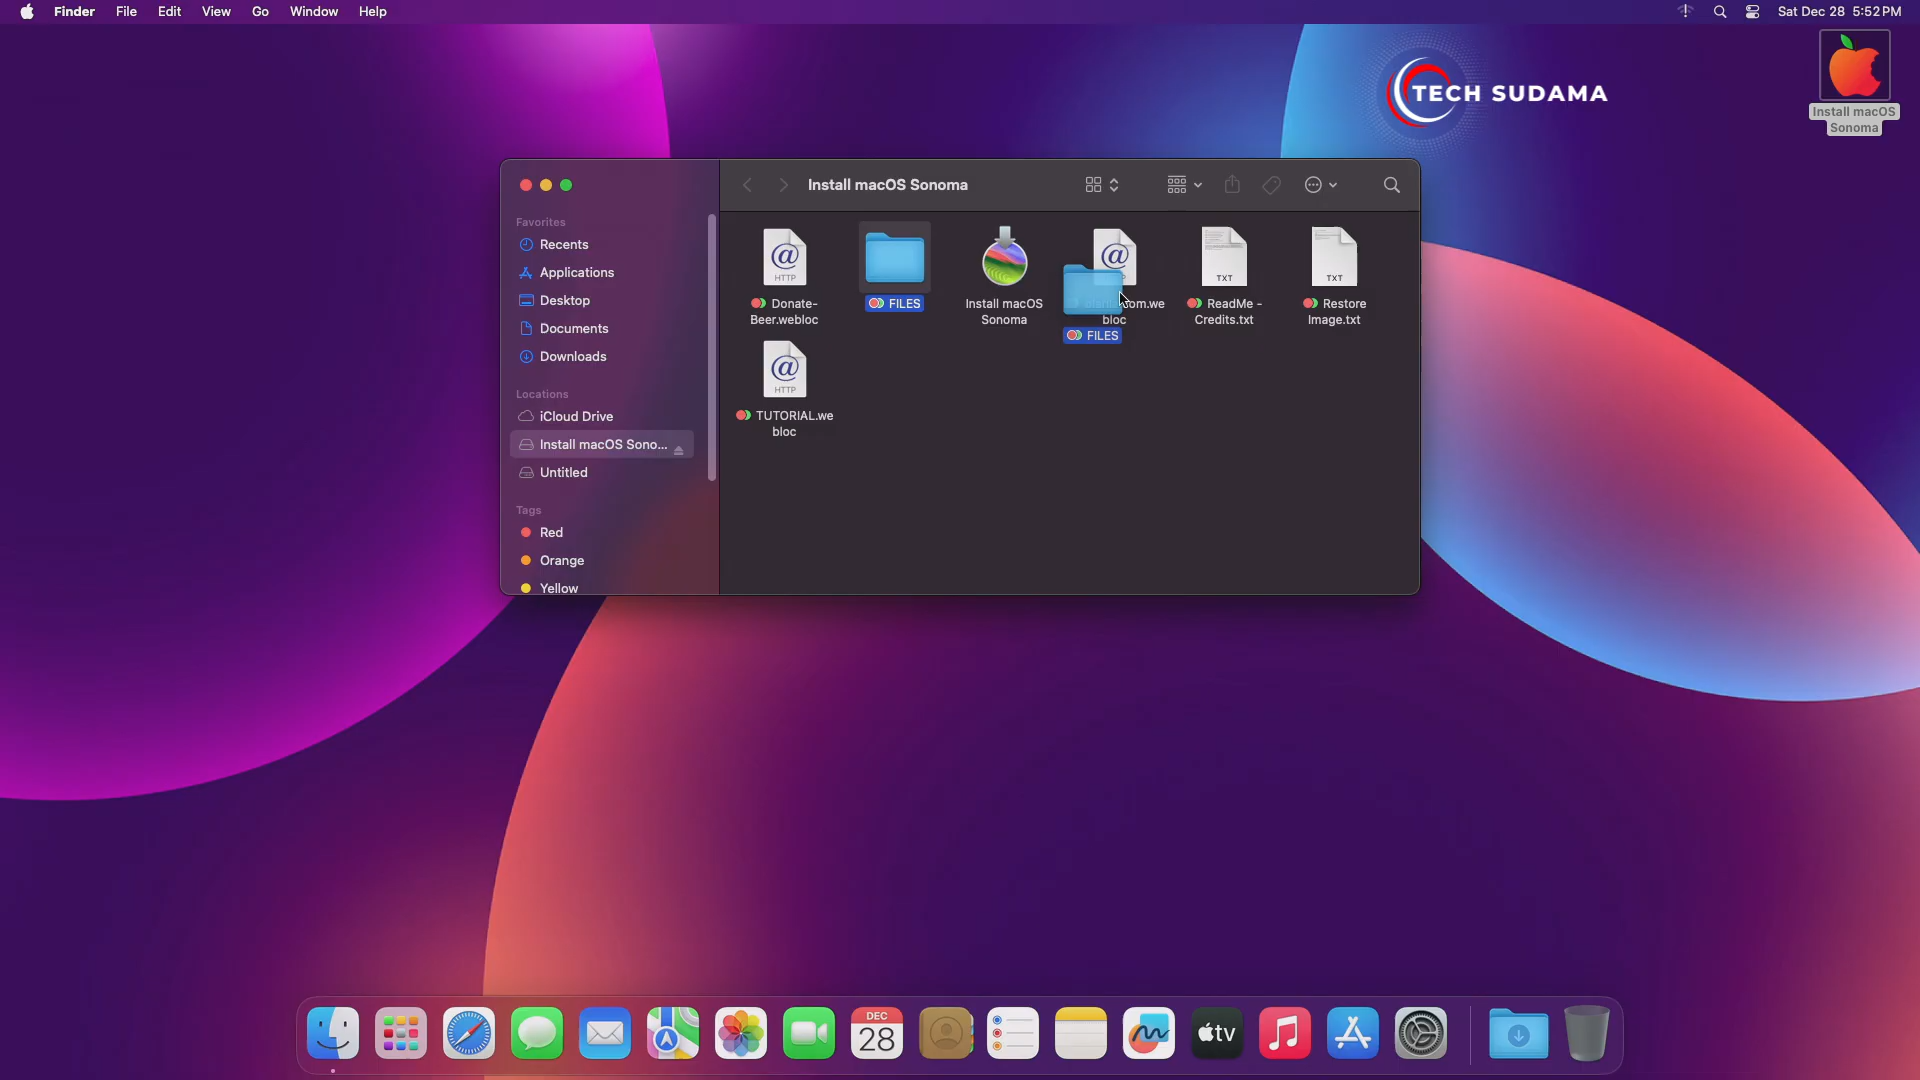 Finder File Edit View Go Window Help
Sat Dec 28 5:52 PM
TECH SUDAMA
Install macOS
Sonoma
Install macOS Sonoma
Favorites
Recents
Applications
Desktop
Documents
Downloads
Locations
iCloud Drive
Install macOS Sono...
Untitled
Tags
Red
Orange
Yellow
HTTP
Donate-
Beer.webloc
FILES
Install macOS
Sonoma
om.we
bloc
FILES
TXT
ReadMe -
Credits.txt
TXT
Restore
Image.txt
HTTP
TUTORIAL.we
bloc
DEC
28
tv